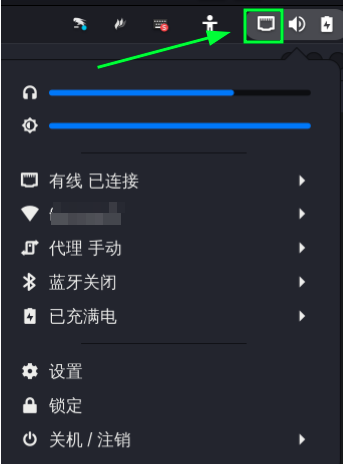 有线 已连接
代理 手动
蓝牙关闭
已充满电
设置
锁定
关机 / 注销